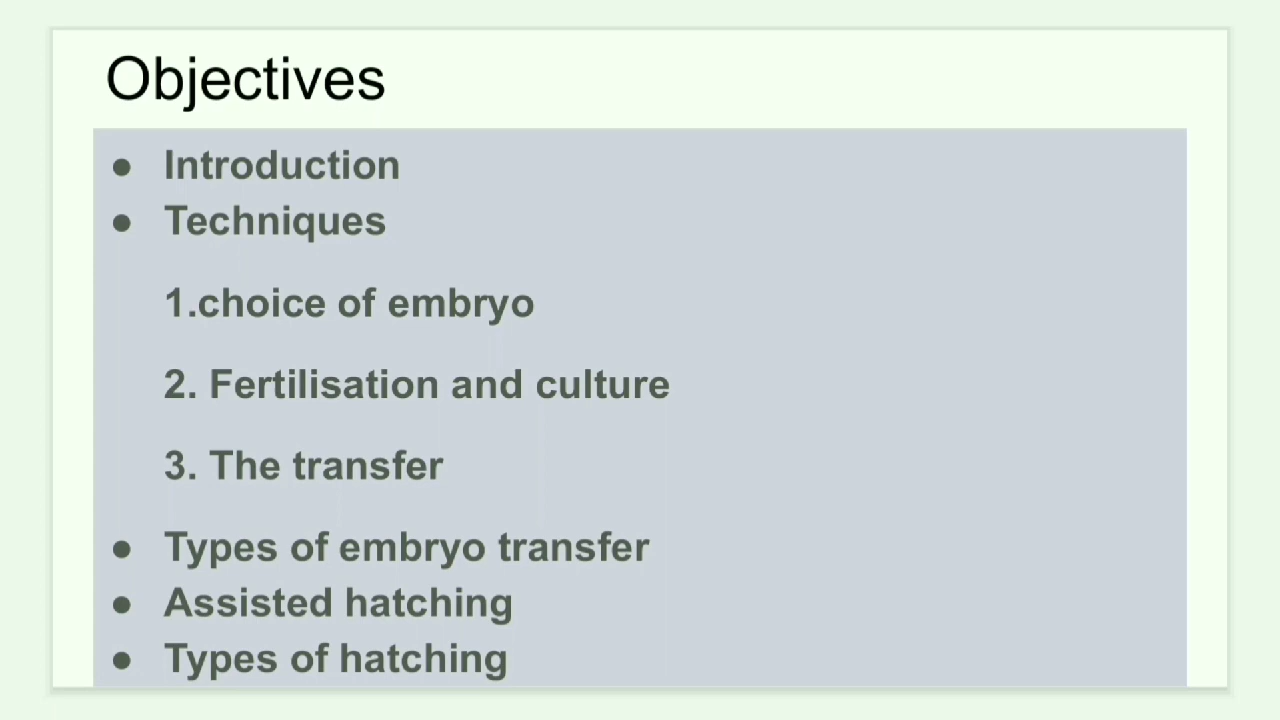 Objectives
● Introduction
● Techniques
1.choice of embryo
2. Fertilisation and culture
3. The transfer
● Types of embryo transfer
● Assisted hatching
● Types of hatching